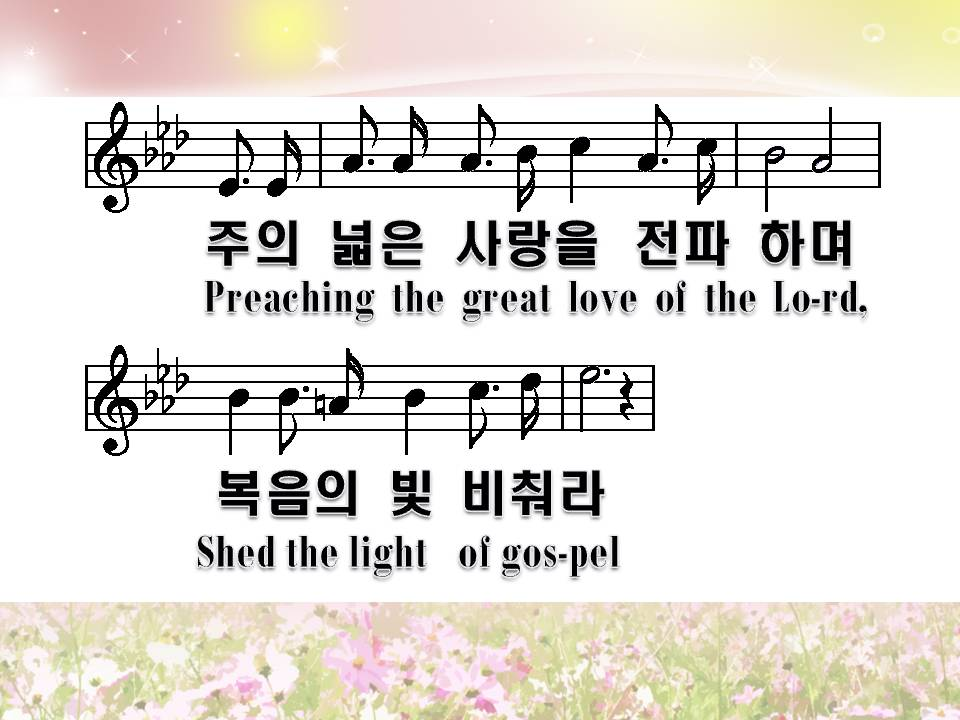 주의 넓은 사랑을 전파 하며
Preaching the great love of the Lo-rd,
복음의 빛 비춰라
Shed the light of gos-pel